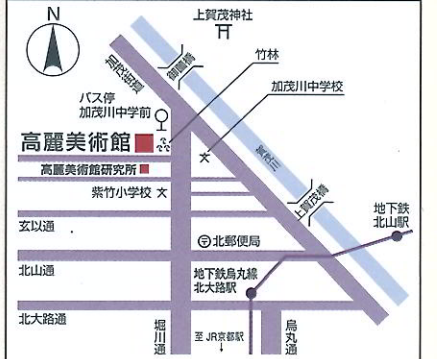 N
上賀茂神社
御薗橋
加茂街道
竹林
バス停
加茂川中学前
加茂川中学校
高麗美術館
高麗美術館研究所
賀茂川
紫竹小学校
上賀茂橋
地下鉄
北山駅
玄以通
北郵便局
北山通
地下鉄烏丸線
北大路駅
北大路通
堀川通
至JR京都駅
烏丸通